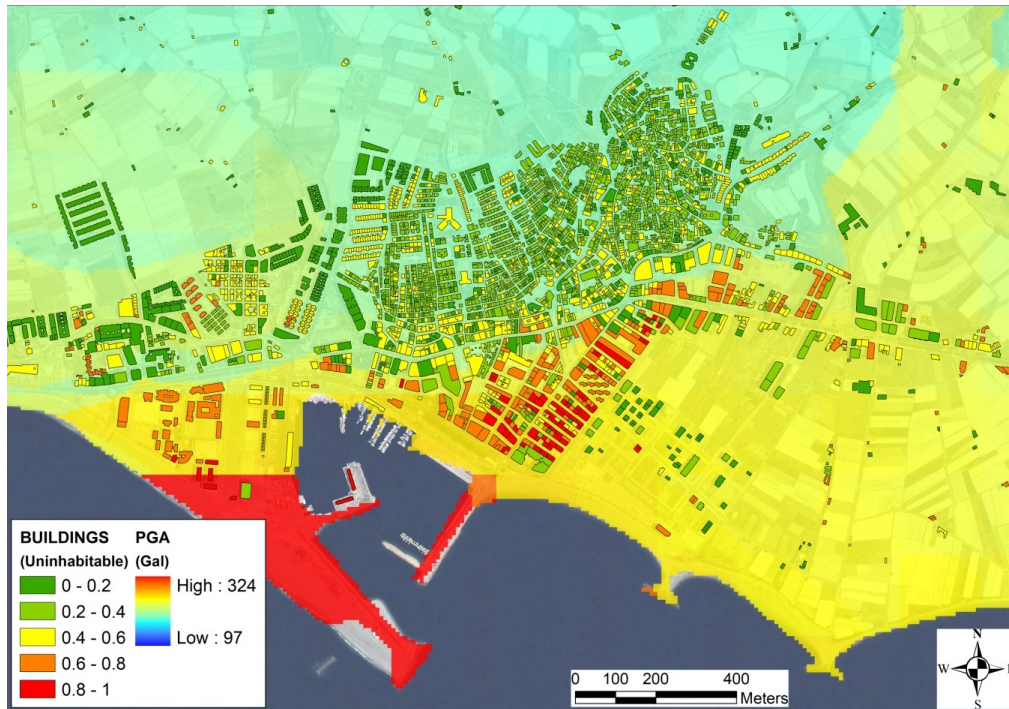 BUILDINGS PGA
(Uninhabitable) (Gal)
0 - 0.2
0.2 - 0.4
0.4 - 0.6
0.6 - 0.8
0.8 - 1
High : 324
Low : 97
0 100 200 400
Meters
N
W
S